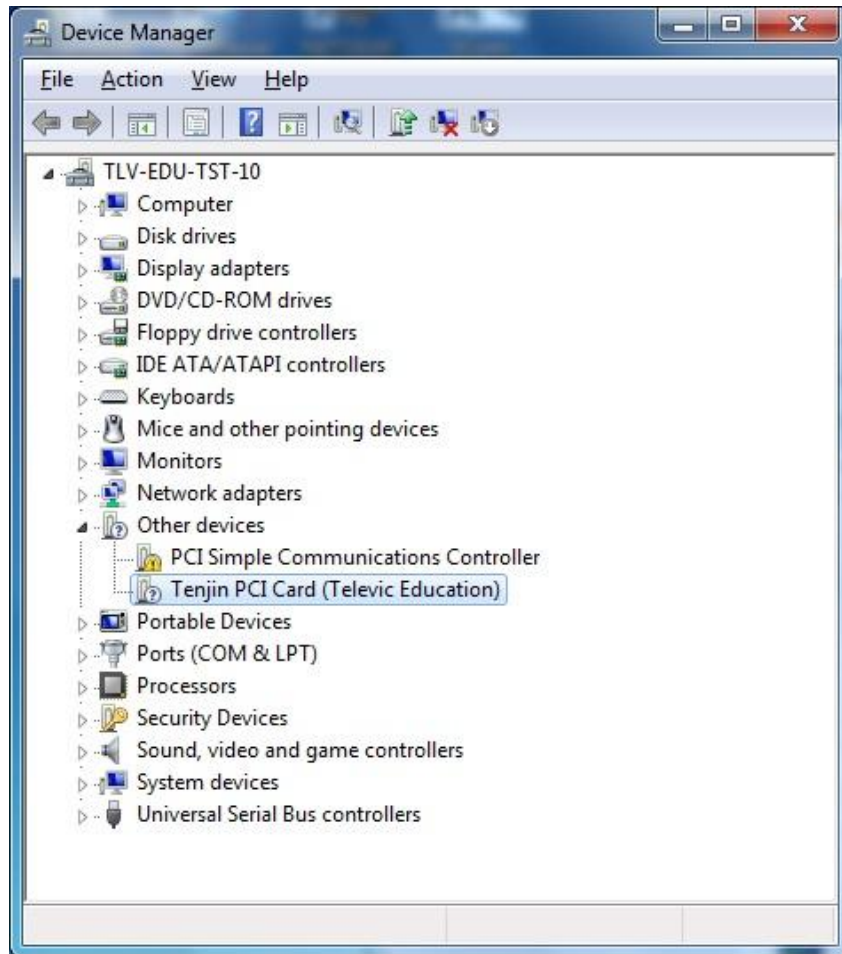 Device Manager
File Action View Help
TLV-EDU-TST-10
Computer
Disk drives
Display adapters
DVD/CD-ROM drives
Floppy drive controllers
IDE ATA/ATAPI controllers
Keyboards
Mice and other pointing devices
Monitors
Network adapters
Other devices
PCI Simple Communications Controller
Tenjin PCI Card (Televic Education)
Portable Devices
Ports (COM & LPT)
Processors
Security Devices
Sound, video and game controllers
System devices
Universal Serial Bus controllers